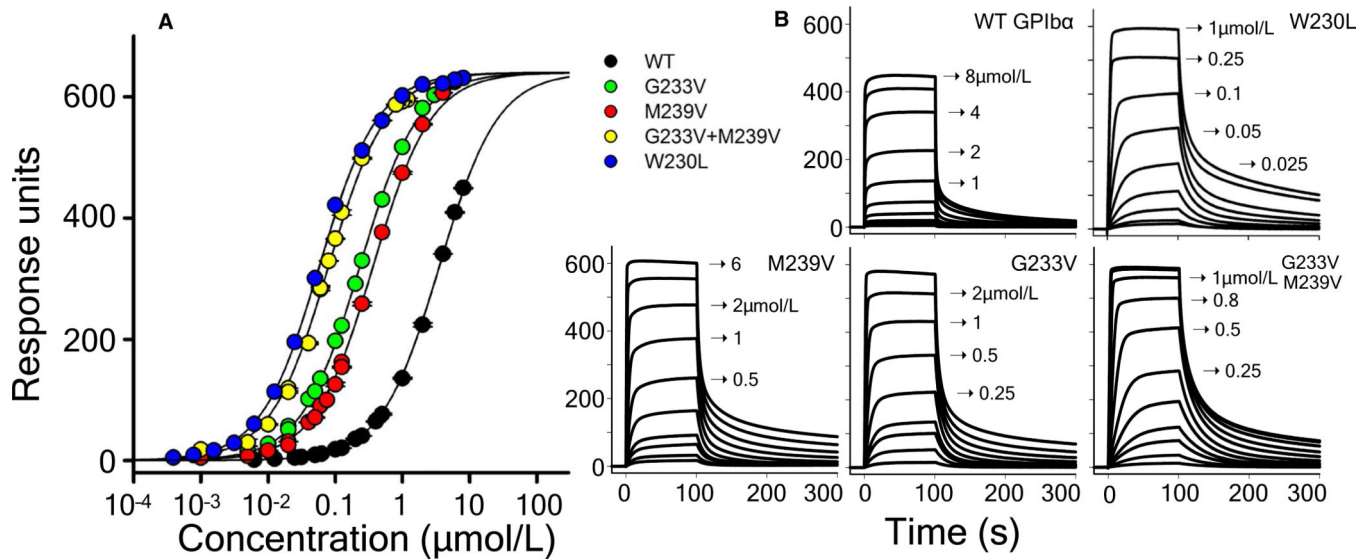 A
Response units
600
400
200
0
10⁻⁴
10⁻³
10⁻²
0.1
1
10
100
Concentration (µmol/L)
WT
G233V
M239V
G233V+M239V
W230L
B
WT GPIbα
600
400
200
0
8µmol/L
4
2
1
W230L
1µmol/L
0.25
0.1
0.05
0.025
M239V
600
400
200
0
6
2µmol/L
1
0.5
0
100
200
300
G233V
2µmol/L
1
0.5
0.25
0
100
200
300
G233V
M239V
1µmol/L
0.8
0.5
0.25
0
100
200
300
Time (s)